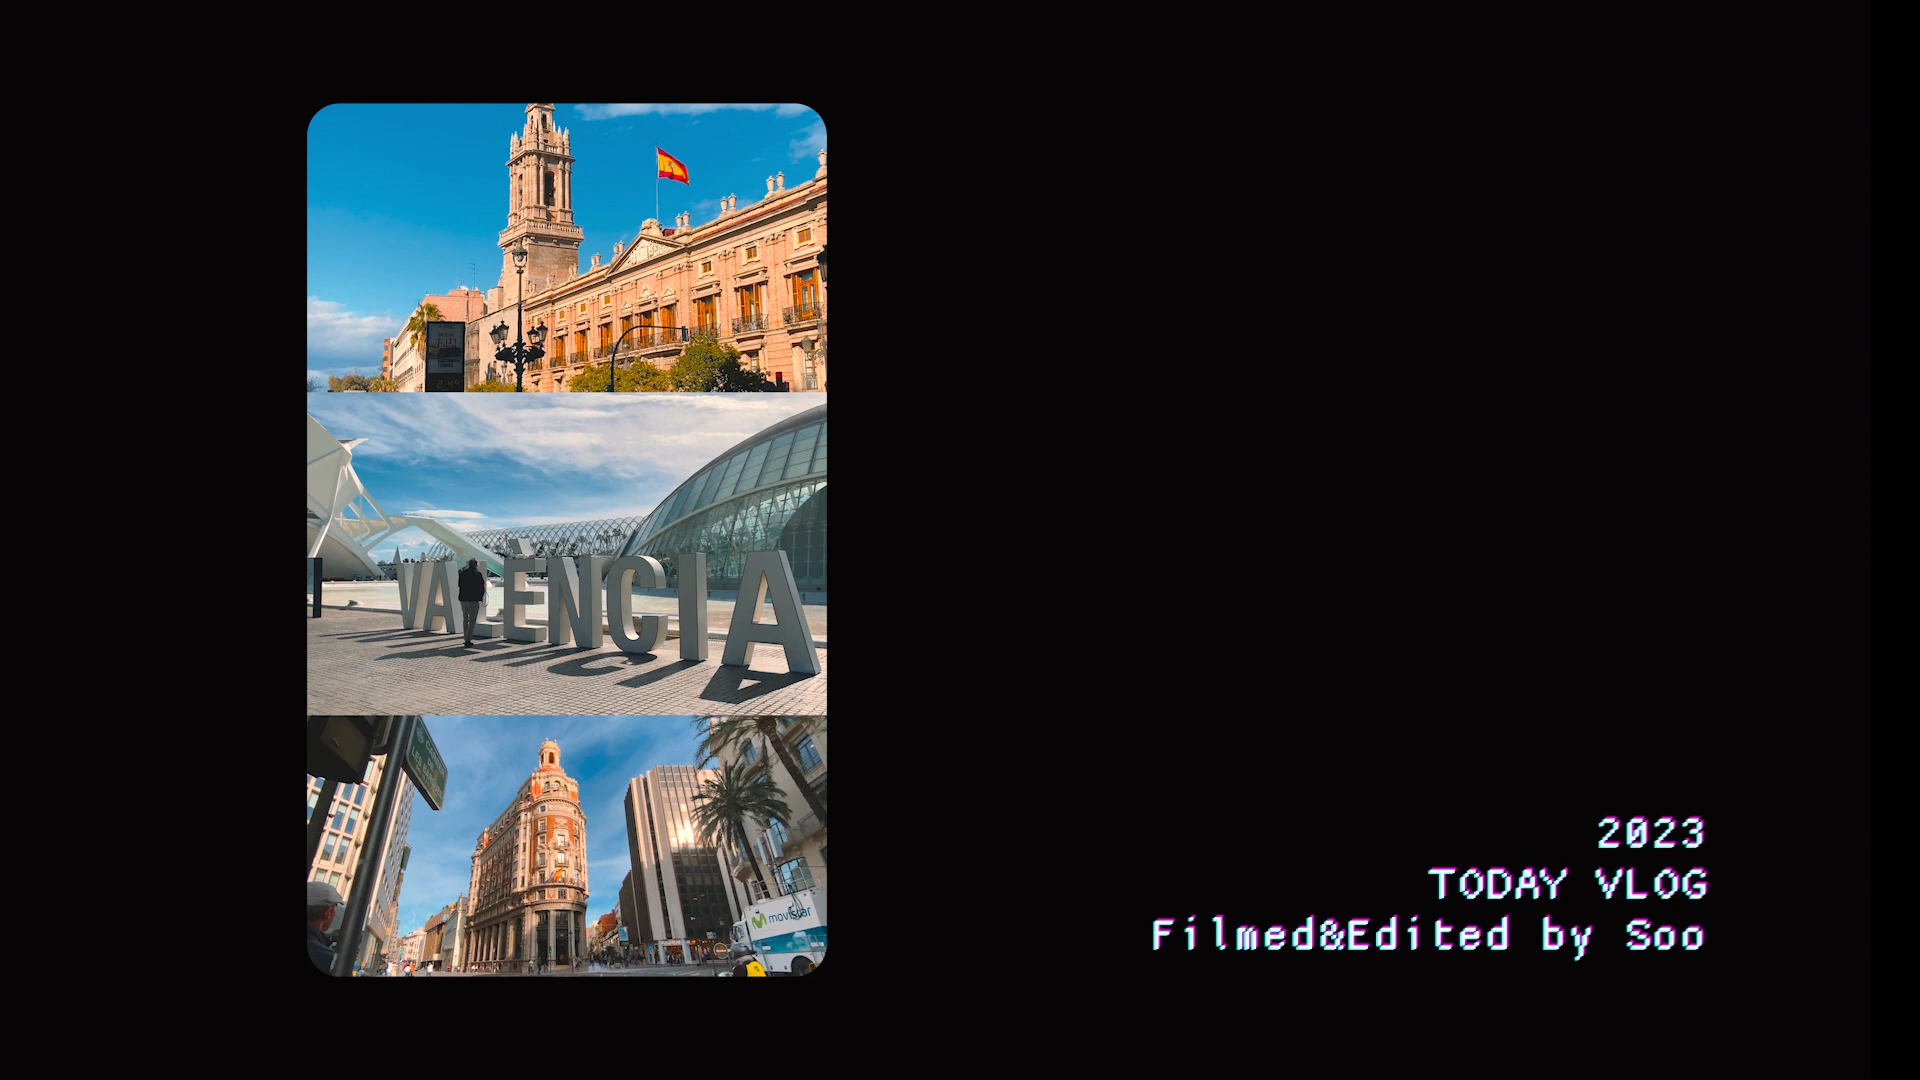 VALÈNCIA
movistar
2023
TODAY VLOG
Filmed&Edited by Soo